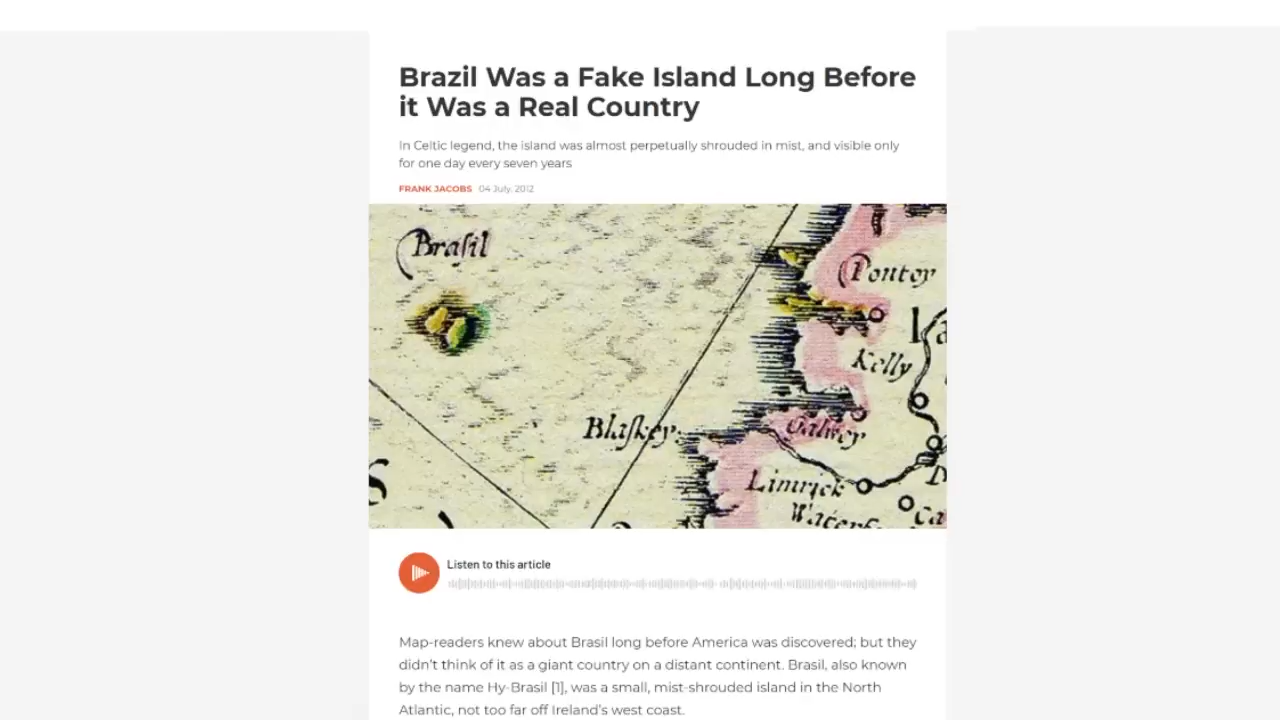 Brazil Was a Fake Island Long Before
it Was a Real Country
In Celtic legend, the island was almost perpetually shrouded in mist, and visible only
for one day every seven years
FRANK JACOBS 04 July, 2012
Brasil
Pontoy
Kelly
Blaskey
Galwey
Limrick
Listen to this article
Map-readers knew about Brasil long before America was discovered; but they
didn't think of it as a giant country on a distant continent. Brasil, also known
by the name Hy-Brasil [1], was a small, mist-shrouded island in the North
Atlantic, not too far off Ireland's west coast.